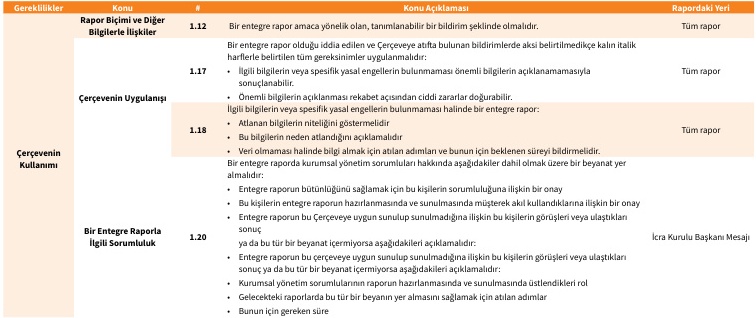 Gereklilikler Konu # Konu Açıklaması Rapordaki Yeri
Çerçevenin
Kullanımı
Rapor Biçimi ve Diğer
Bilgilerle İlişkiler
1.12
Bir entegre rapor amaca yönelik olan, tanımlanabilir bir bildirim şeklinde olmalıdır.
Tüm rapor
Çerçevenin Uygulanışı
1.17
Bir entegre rapor olduğu iddia edilen ve Çerçeveye atıfta bulunan bildirimlerde aksi belirtilmedikçe kalın italik
harflerle belirtilen tüm gereksinimler uygulanmalıdır:
• İlgili bilgilerin veya spesifik yasal engellerin bulunmaması önemli bilgilerin açıklanamamasıyla
sonuçlanabilir.
• Önemli bilgilerin açıklanması rekabet açısından ciddi zararlar doğurabilir.
Tüm rapor
1.18
İlgili bilgilerin veya spesifik yasal engellerin bulunmaması halinde bir entegre rapor:
• Atlanan bilgilerin niteliğini göstermelidir
• Bu bilgilerin neden atlandığını açıklamalıdır
• Veri olmaması halinde bilgi almak için atılan adımları ve bunun için beklenen süreyi bildirmelidir.
Tüm rapor
Bir Entegre Raporla
İlgili Sorumluluk
1.20
Bir entegre raporda kurumsal yönetim sorumluları hakkında aşağıdakiler dahil olmak üzere bir beyanat yer
almalıdır:
• Entegre raporun bütünlüğünü sağlamak için bu kişilerin sorumluluğuna ilişkin bir onay
• Bu kişilerin entegre raporun hazırlanmasında ve sunulmasında müşterek akıl kullandıklarına ilişkin bir onay
• Entegre raporun bu Çerçeveye uygun sunulup sunulmadığına ilişkin bu kişilerin görüşleri veya ulaştıkları
sonuç
ya da bu tür bir beyanat içermiyorsa aşağıdakileri açıklamalıdır:
• Entegre raporun bu çerçeveye uygun sunulup sunulmadığına ilişkin bu kişilerin görüşleri veya ulaştıkları
sonuç ya da bu tür bir beyanat içermiyorsa aşağıdakileri açıklamalıdır:
• Kurumsal yönetim sorumlularının raporun hazırlanmasında ve sunulmasında üstlendikleri rol
• Gelecekteki raporlarda bu tür bir beyanın yer almasını sağlamak için atılan adımlar
• Bunun için gereken süre
İcra Kurulu Başkanı Mesajı